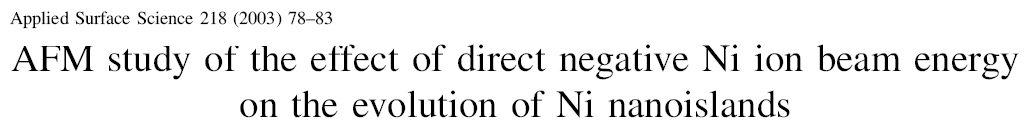 Applied Surface Science 218 (2003) 78–83
AFM study of the effect of direct negative Ni ion beam energy
on the evolution of Ni nanoislands